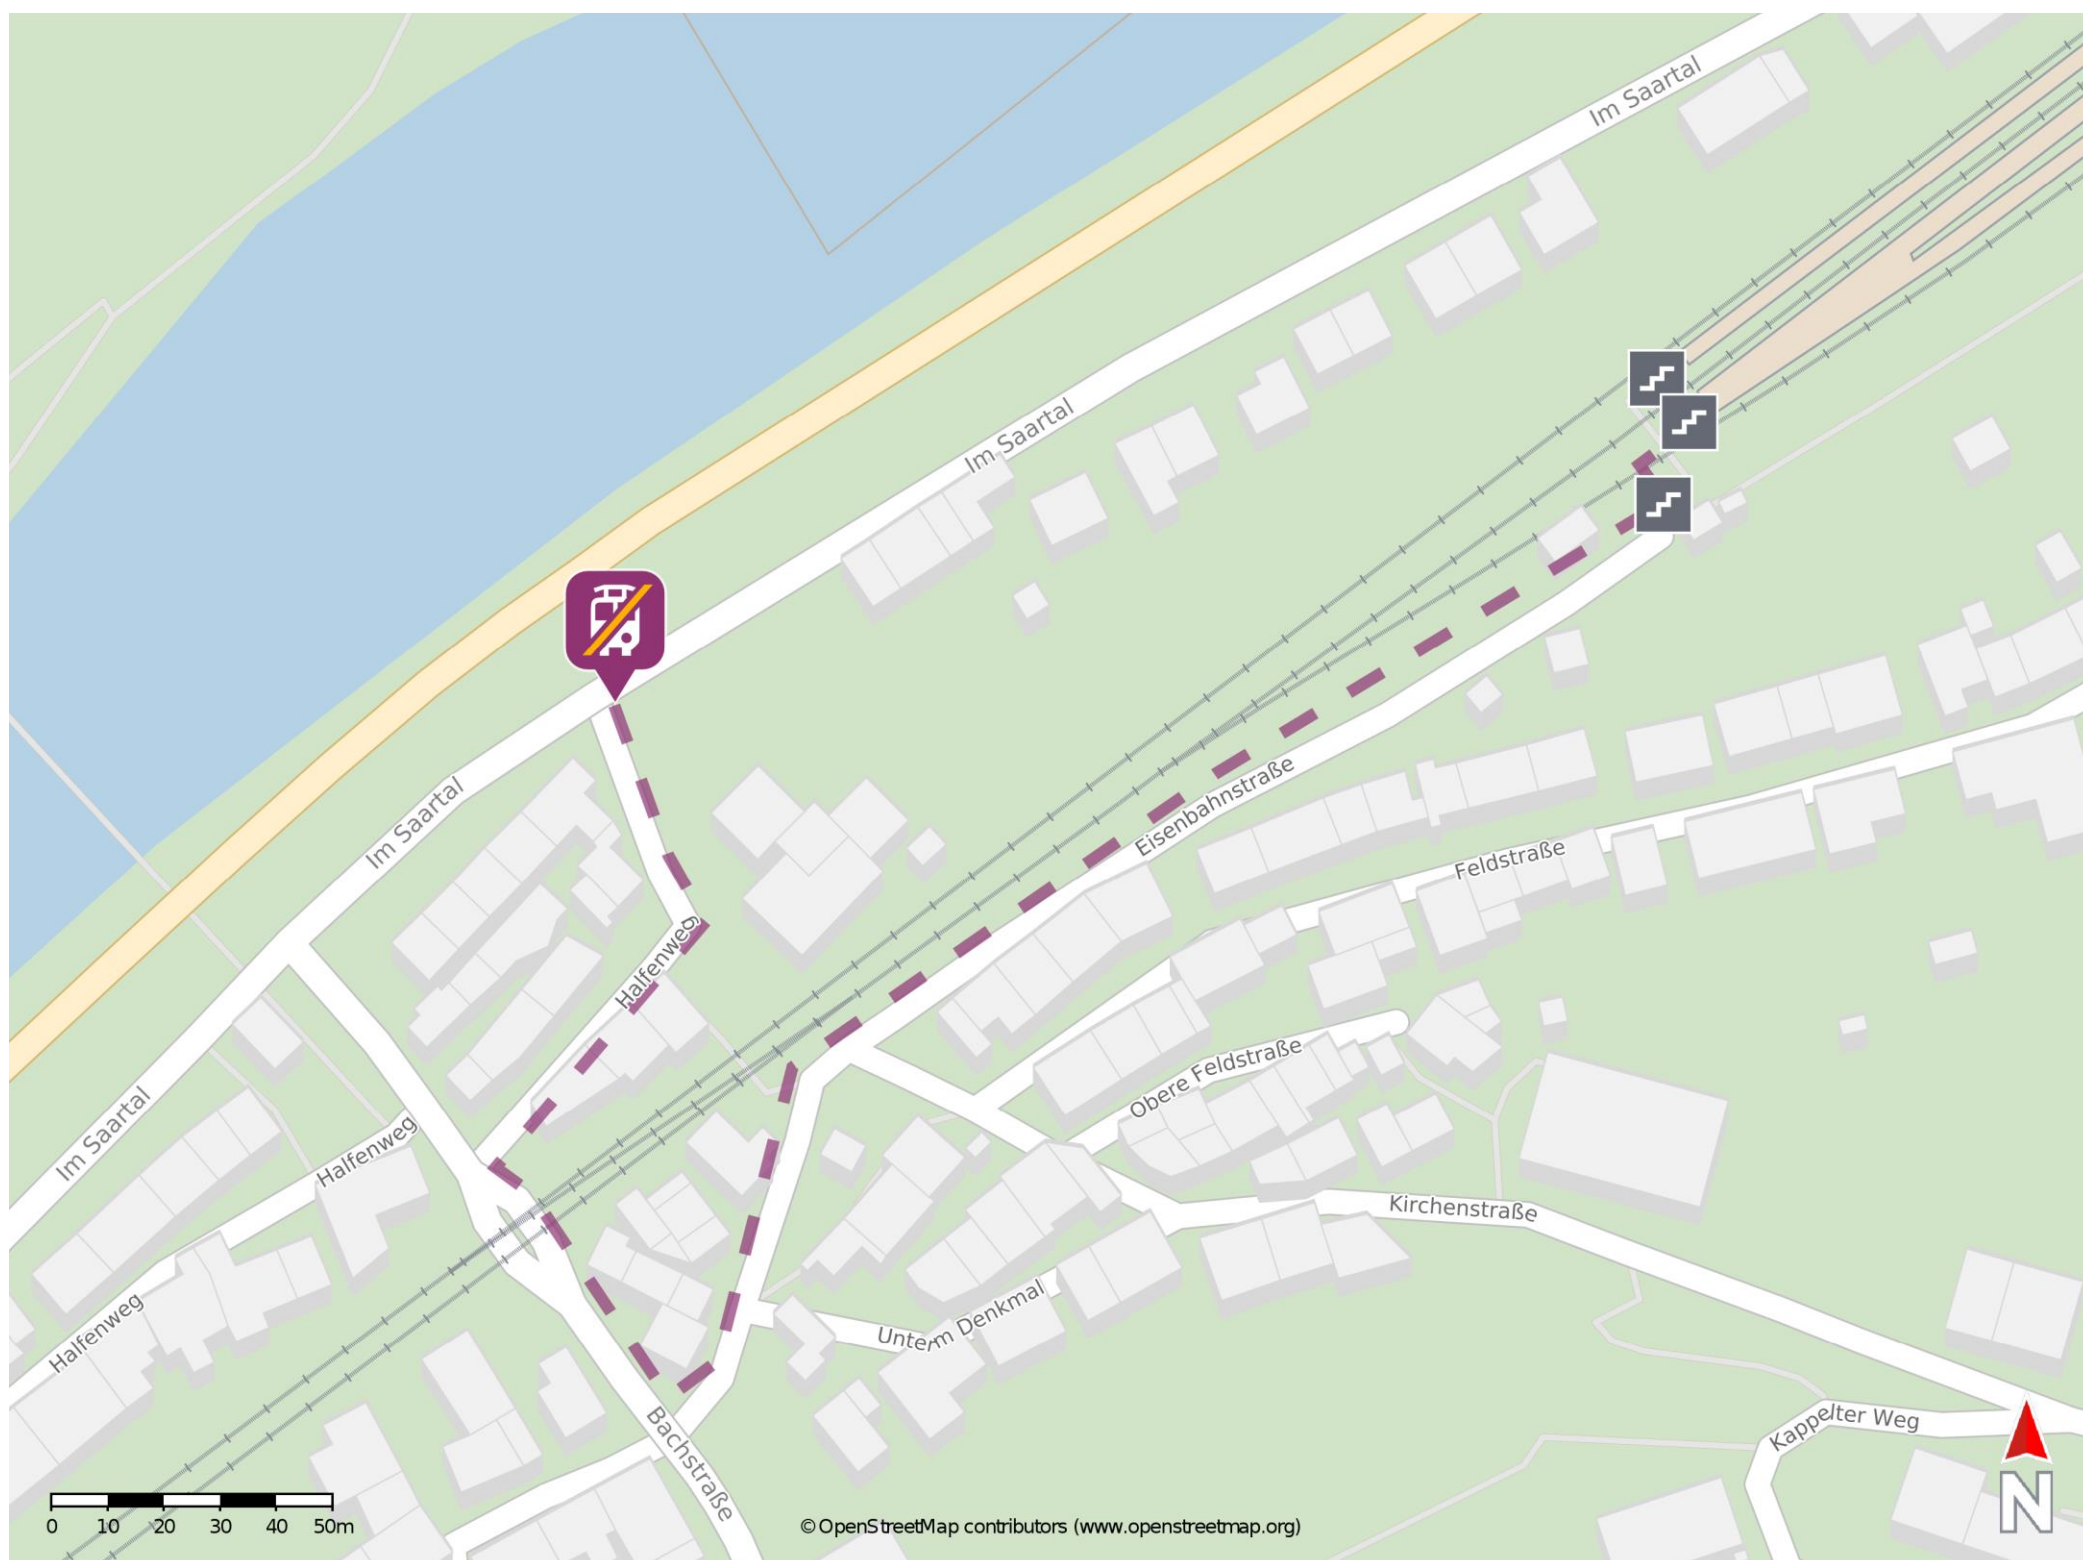 Im Saartal
Im Saartal
Im Saartal
Eisenbahnstraße
Feldstraße
Halfenweg
Obere Feldstraße
Im Saartal
Halfenweg
Kirchenstraße
Halfenweg
Unterm Denkmal
Kappelter Weg
Bachstraße
0 10 20 30 40 50m
© OpenStreetMap contributors (www.openstreetmap.org)
N